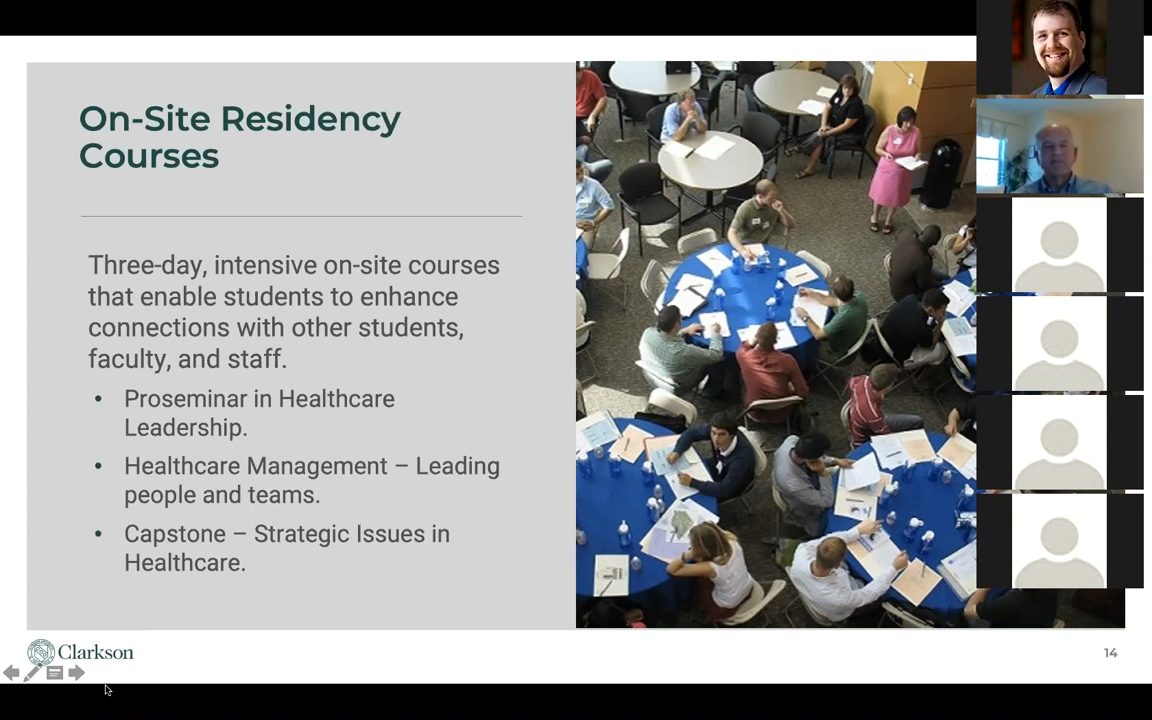 On-Site Residency
Courses
Three-day, intensive on-site courses
that enable students to enhance
connections with other students,
faculty, and staff.
• Proseminar in Healthcare
Leadership.
• Healthcare Management – Leading
people and teams.
• Capstone – Strategic Issues in
Healthcare.
Clarkson
14